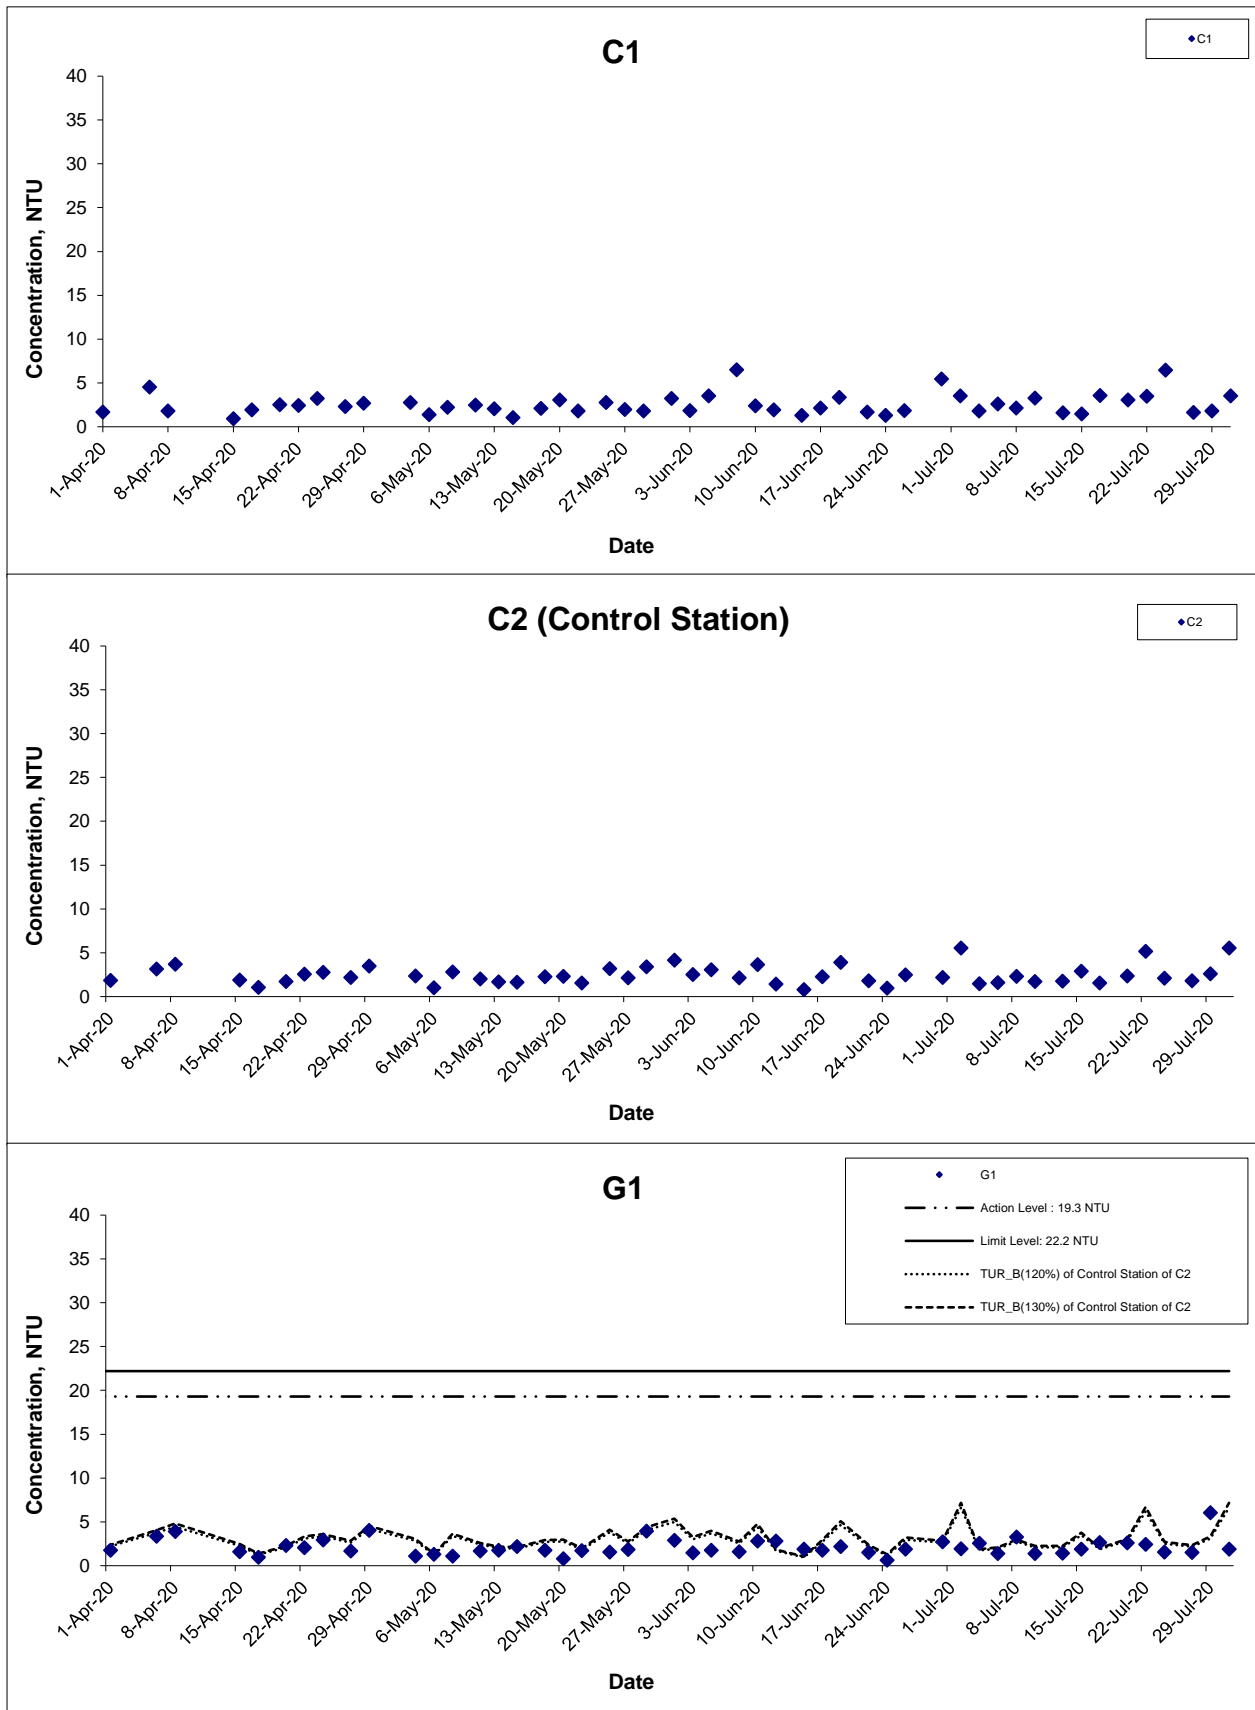 C1
C1
40
35
30
25
20
15
10
5
0
Concentration, NTU
1-Apr-20
8-Apr-20
15-Apr-20
22-Apr-20
29-Apr-20
6-May-20
13-May-20
20-May-20
27-May-20
3-Jun-20
10-Jun-20
17-Jun-20
24-Jun-20
1-Jul-20
8-Jul-20
15-Jul-20
22-Jul-20
29-Jul-20
Date
C2 (Control Station)
C2
40
35
30
25
20
15
10
5
0
Concentration, NTU
1-Apr-20
8-Apr-20
15-Apr-20
22-Apr-20
29-Apr-20
6-May-20
13-May-20
20-May-20
27-May-20
3-Jun-20
10-Jun-20
17-Jun-20
24-Jun-20
1-Jul-20
8-Jul-20
15-Jul-20
22-Jul-20
29-Jul-20
Date
G1
G1
Action Level : 19.3 NTU
Limit Level: 22.2 NTU
TUR_B(120%) of Control Station of C2
TUR_B(130%) of Control Station of C2
40
35
30
25
20
15
10
5
0
Concentration, NTU
1-Apr-20
8-Apr-20
15-Apr-20
22-Apr-20
29-Apr-20
6-May-20
13-May-20
20-May-20
27-May-20
3-Jun-20
10-Jun-20
17-Jun-20
24-Jun-20
1-Jul-20
8-Jul-20
15-Jul-20
22-Jul-20
29-Jul-20
Date